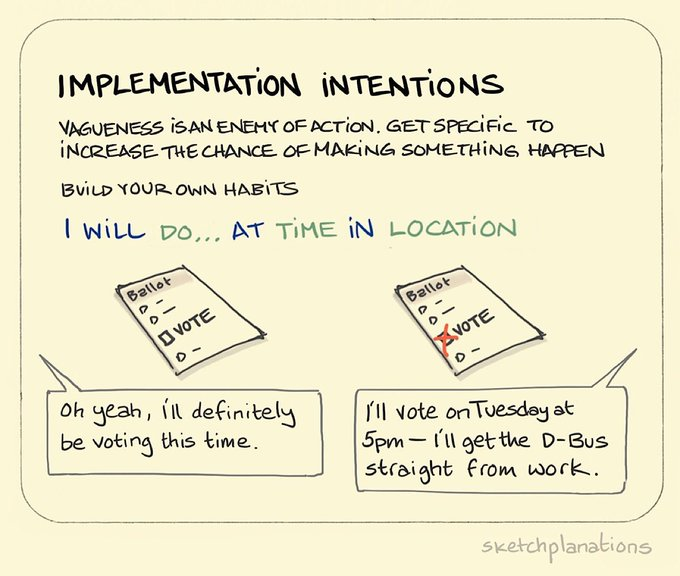 IMPLEMENTATION INTENTIONS
VAGUENESS IS AN ENEMY OF ACTION. GET SPECIFIC TO
INCREASE THE CHANCE OF MAKING SOMETHING HAPPEN
BUILD YOUR OWN HABITS
I WILL DO... AT TIME IN LOCATION
Ballot
VOTE
Ballot
VOTE
Oh yeah, i'll definitely
be voting this time.
I'll vote on Tuesday at
5pm – I'll get the D-Bus
straight from work.
sketchplanations